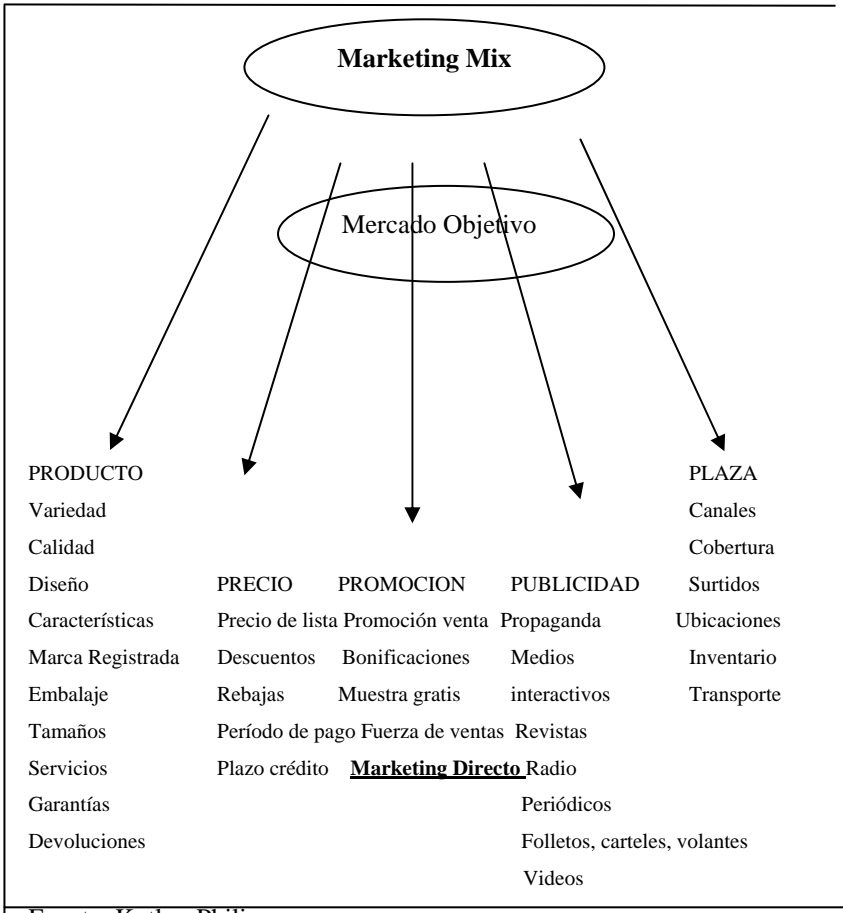 Marketing Mix
Mercado Objetivo
PRODUCTO PLAZA
Variedad Canales
Calidad Cobertura
Diseño PRECIO PROMOCION PUBLICIDAD Surtidos
Características Precio de lista Promoción venta Propaganda Ubicaciones
Marca Registrada Descuentos Bonificaciones Medios Inventario
Embalaje Rebajas Muestra gratis interactivos Transporte
Tamaños Período de pago Fuerza de ventas Revistas
Servicios Plazo crédito Marketing Directo Radio
Garantías Periódicos
Devoluciones Folletos, carteles, volantes
Videos